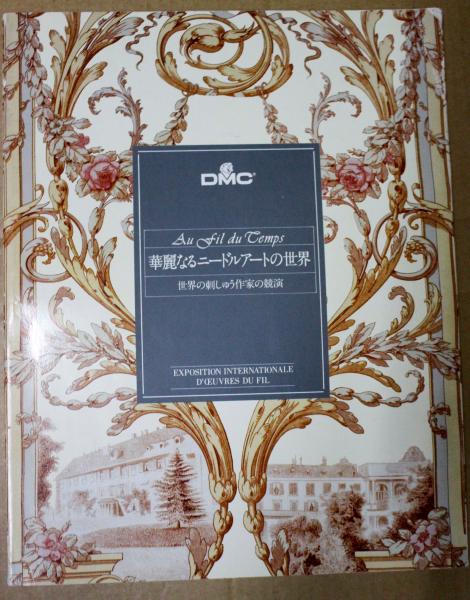 DMC
Au Fil du Temps
華麗なるニードルアートの世界
世界の刺しゅう作家の競演
EXPOSITION INTERNATIONALE
D'ŒUVRES DU FIL